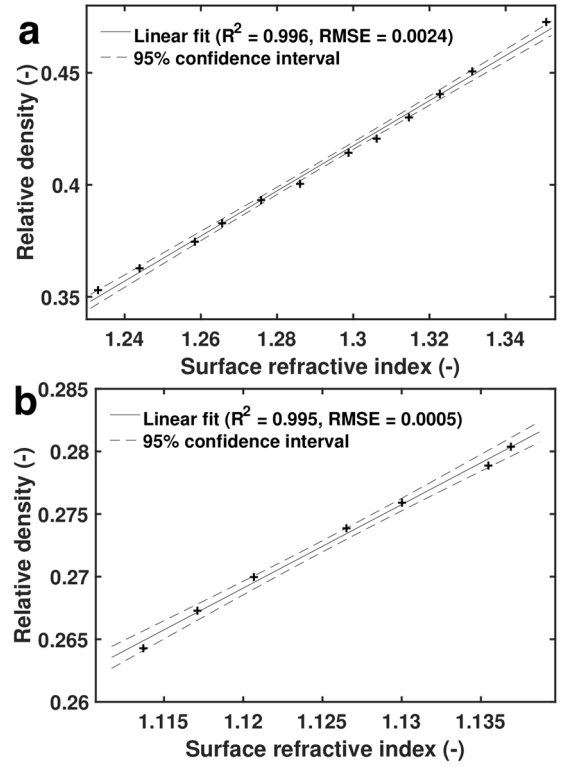 a
Linear fit (R² = 0.996, RMSE = 0.0024)
95% confidence interval
Relative density (-)
0.45
0.4
0.35
1.24 1.26 1.28 1.3 1.32 1.34
Surface refractive index (-)
b
Linear fit (R² = 0.995, RMSE = 0.0005)
95% confidence interval
Relative density (-)
0.285
0.28
0.275
0.27
0.265
0.26
1.115 1.12 1.125 1.13 1.135
Surface refractive index (-)